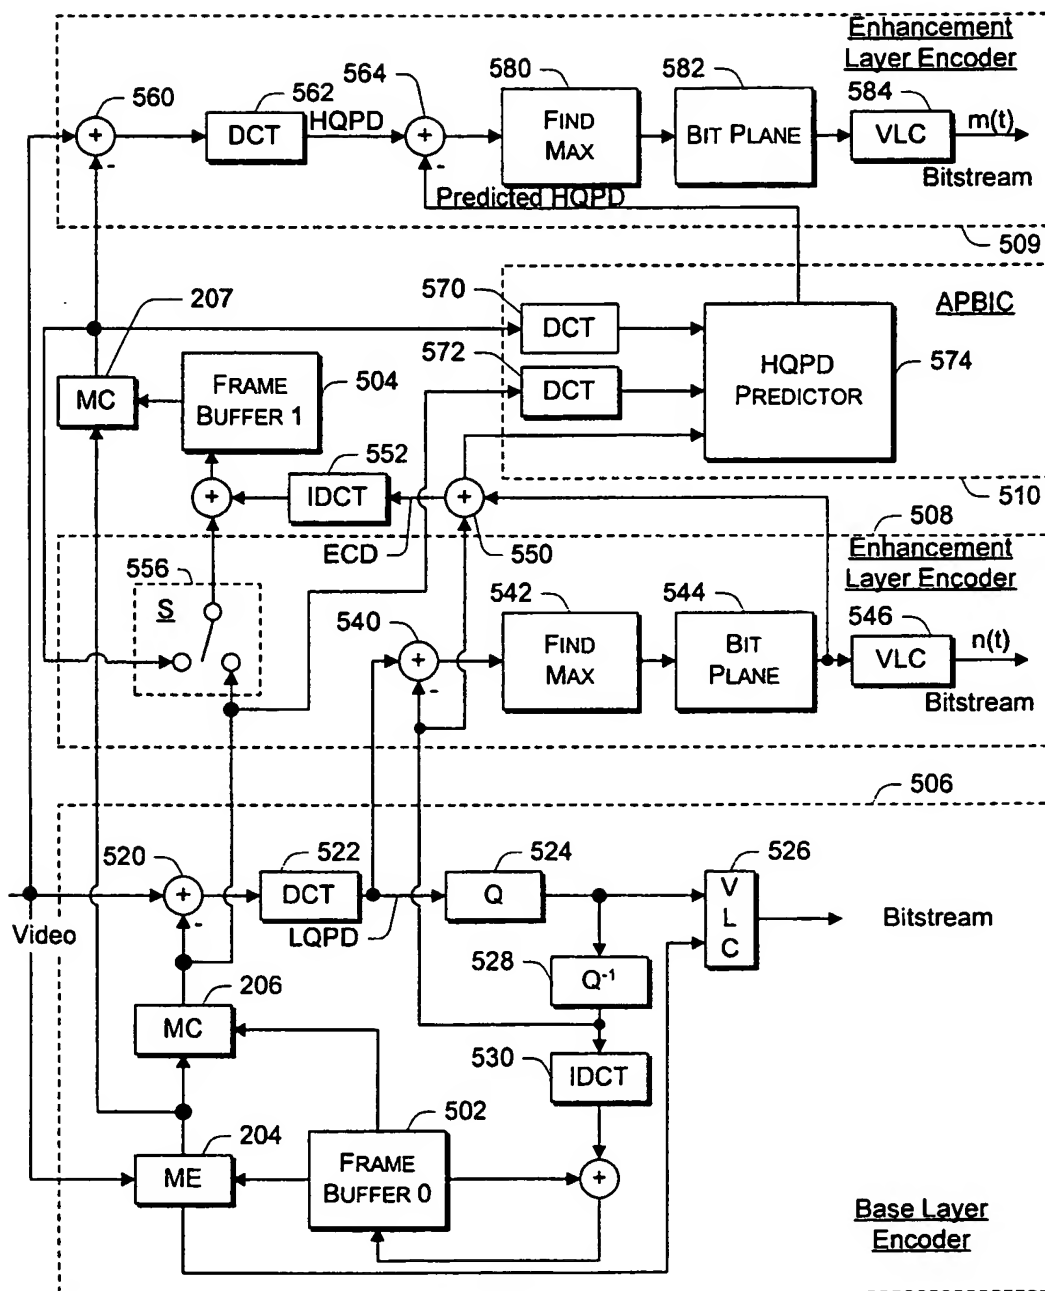 Enhancement
Layer Encoder
560
562
564
580
582
584
DCT
HQPD
FIND
MAX
BIT PLANE
VLC
m(t)
Bitstream
+
+
-
-
Predicted HQPD
509
207
570
APBIC
DCT
572
DCT
HQPD
PREDICTOR
574
MC
FRAME
BUFFER 1
504
552
IDCT
+
+
510
ECD
550
508
Enhancement
Layer Encoder
556
S
540
542
544
546
+
-
FIND
MAX
BIT
PLANE
VLC
n(t)
Bitstream
506
520
522
524
526
+
-
DCT
Q
V
L
C
Bitstream
Video
LQPD
528
Q-1
206
MC
530
IDCT
502
204
ME
FRAME
BUFFER 0
+
Base Layer
Encoder